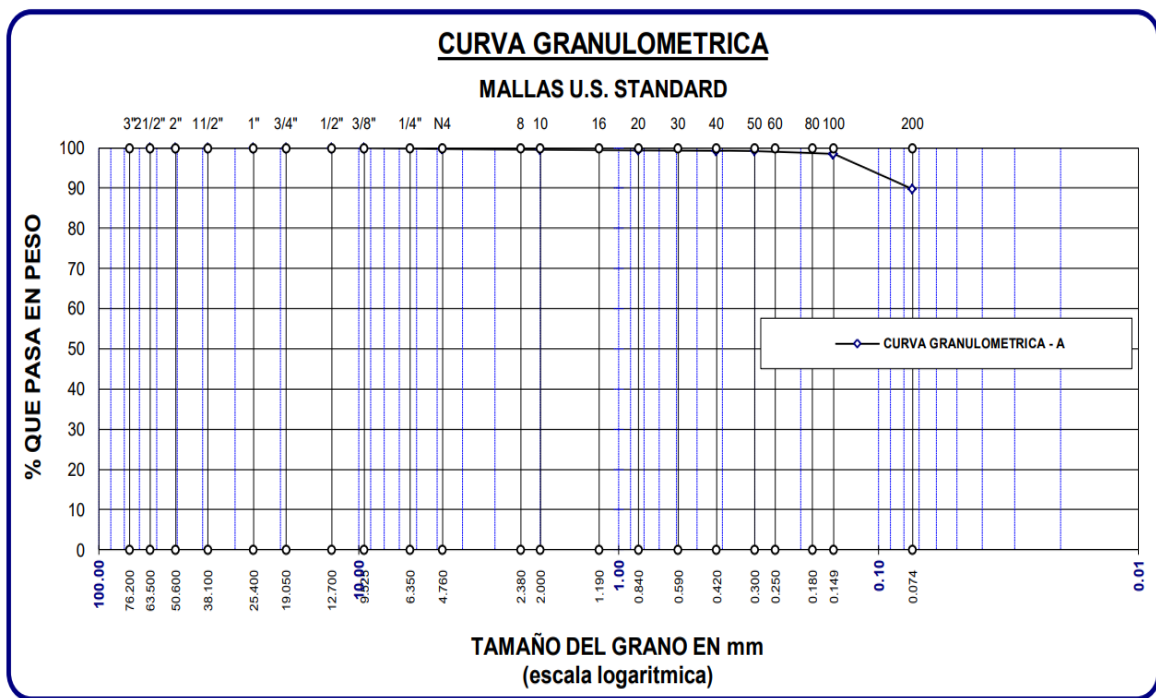 CURVA GRANULOMETRICA
MALLAS U.S. STANDARD
3" 21/2" 2" 11/2" 1" 3/4" 1/2" 3/8" 1/4" N4 8 10 16 20 30 40 50 60 80 100 200
% QUE PASA EN PESO
100
90
80
70
60
50
40
30
20
10
0
CURVA GRANULOMETRICA - A
100.00 76.200 63.500 50.600 38.100 25.400 19.050 12.700 10.00 9.525 6.350 4.760 2.380 2.000 1.190 1.00 0.840 0.590 0.420 0.300 0.250 0.180 0.149 0.10 0.074 0.01
TAMAÑO DEL GRANO EN mm
(escala logaritmica)